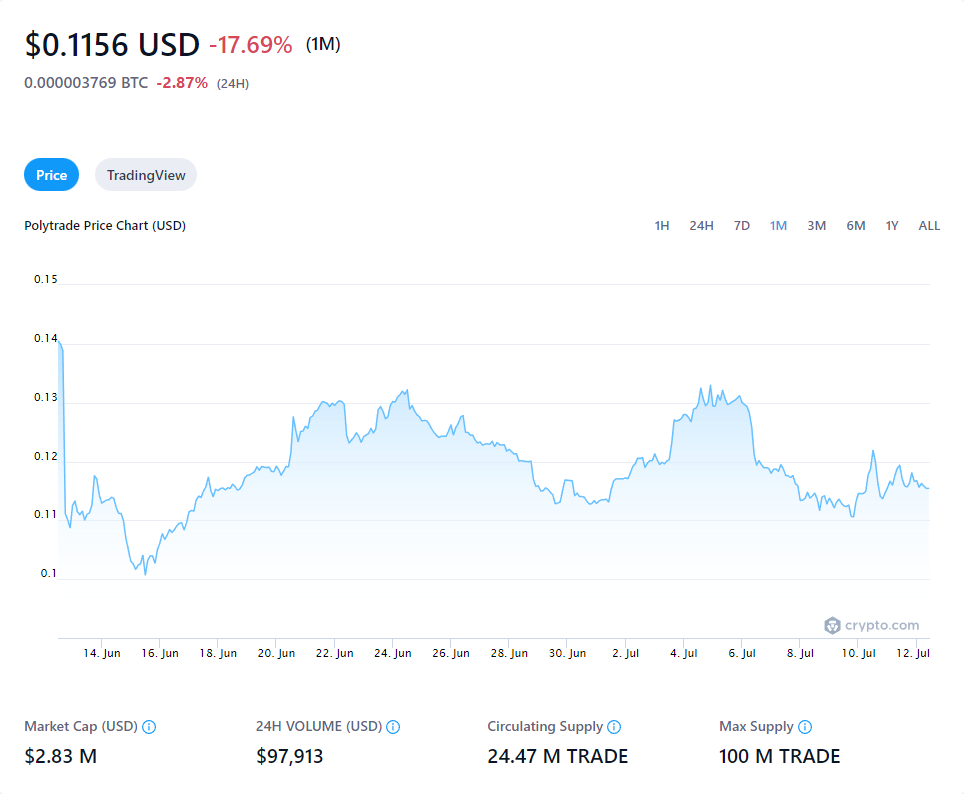 $0.1156 USD -17.69% (1M)
0.000003769 BTC -2.87% (24H)
Price TradingView
Polytrade Price Chart (USD) 1H 24H 7D 1M 3M 6M 1Y ALL
0.15
0.14
0.13
0.12
0.11
0.1
crypto.com
14. Jun 16. Jun 18. Jun 20. Jun 22. Jun 24. Jun 26. Jun 28. Jun 30. Jun 2. Jul 4. Jul 6. Jul 8. Jul 10. Jul 12. Jul
Market Cap (USD) 24H VOLUME (USD) Circulating Supply Max Supply
$2.83 M $97,913 24.47 M TRADE 100 M TRADE